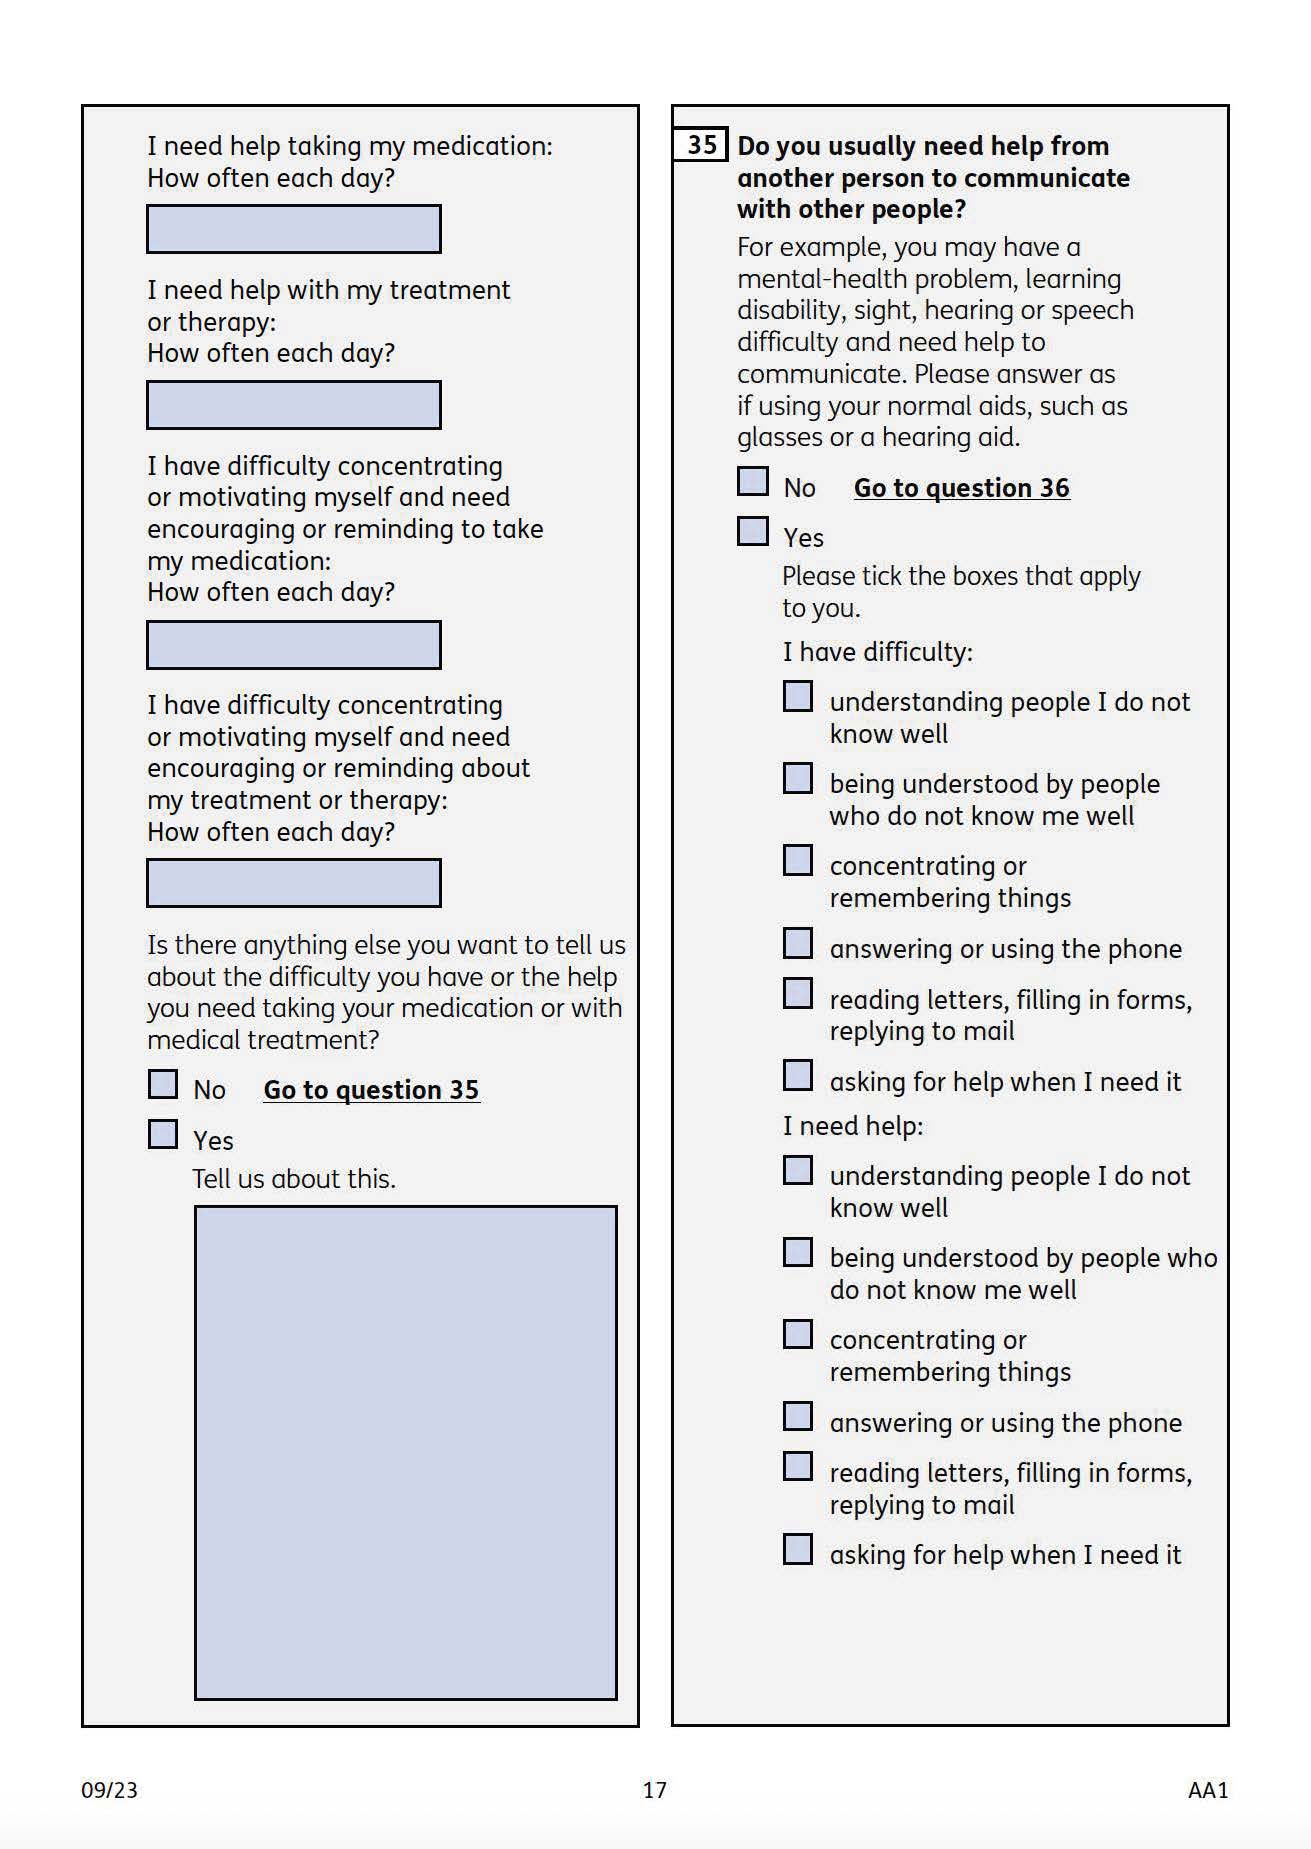 I need help taking my medication:
How often each day?
I need help with my treatment
or therapy:
How often each day?
I have difficulty concentrating
or motivating myself and need
encouraging or reminding to take
my medication:
How often each day?
I have difficulty concentrating
or motivating myself and need
encouraging or reminding about
my treatment or therapy:
How often each day?
Is there anything else you want to tell us
about the difficulty you have or the help
you need taking your medication or with
medical treatment?
No Go to question 35
Yes
Tell us about this.
35 Do you usually need help from
another person to communicate
with other people?
For example, you may have a
mental-health problem, learning
disability, sight, hearing or speech
difficulty and need help to
communicate. Please answer as
if using your normal aids, such as
glasses or a hearing aid.
No Go to question 36
Yes
Please tick the boxes that apply
to you.
I have difficulty:
understanding people I do not
know well
being understood by people
who do not know me well
concentrating or
remembering things
answering or using the phone
reading letters, filling in forms,
replying to mail
asking for help when I need it
I need help:
understanding people I do not
know well
being understood by people who
do not know me well
concentrating or
remembering things
answering or using the phone
reading letters, filling in forms,
replying to mail
asking for help when I need it
09/23 17 AA1